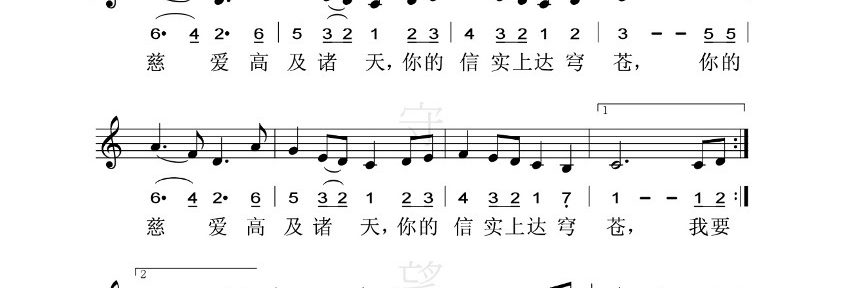 6· 4 2· 6 | 5 3 2 1 2 3 | 4 3 2 1 2 | 3 - - 5 5 |
慈 爱 高 及 诸 天，你的 信 实 上 达 穹 苍， 你的
守
1
6· 4 2· 6 | 5 3 2 1 2 3 | 4 3 2 1 7 | 1 - - 1 2 :|
慈 爱 高 及 诸 天，你的 信 实 上 达 穹 苍， 我要
2
望